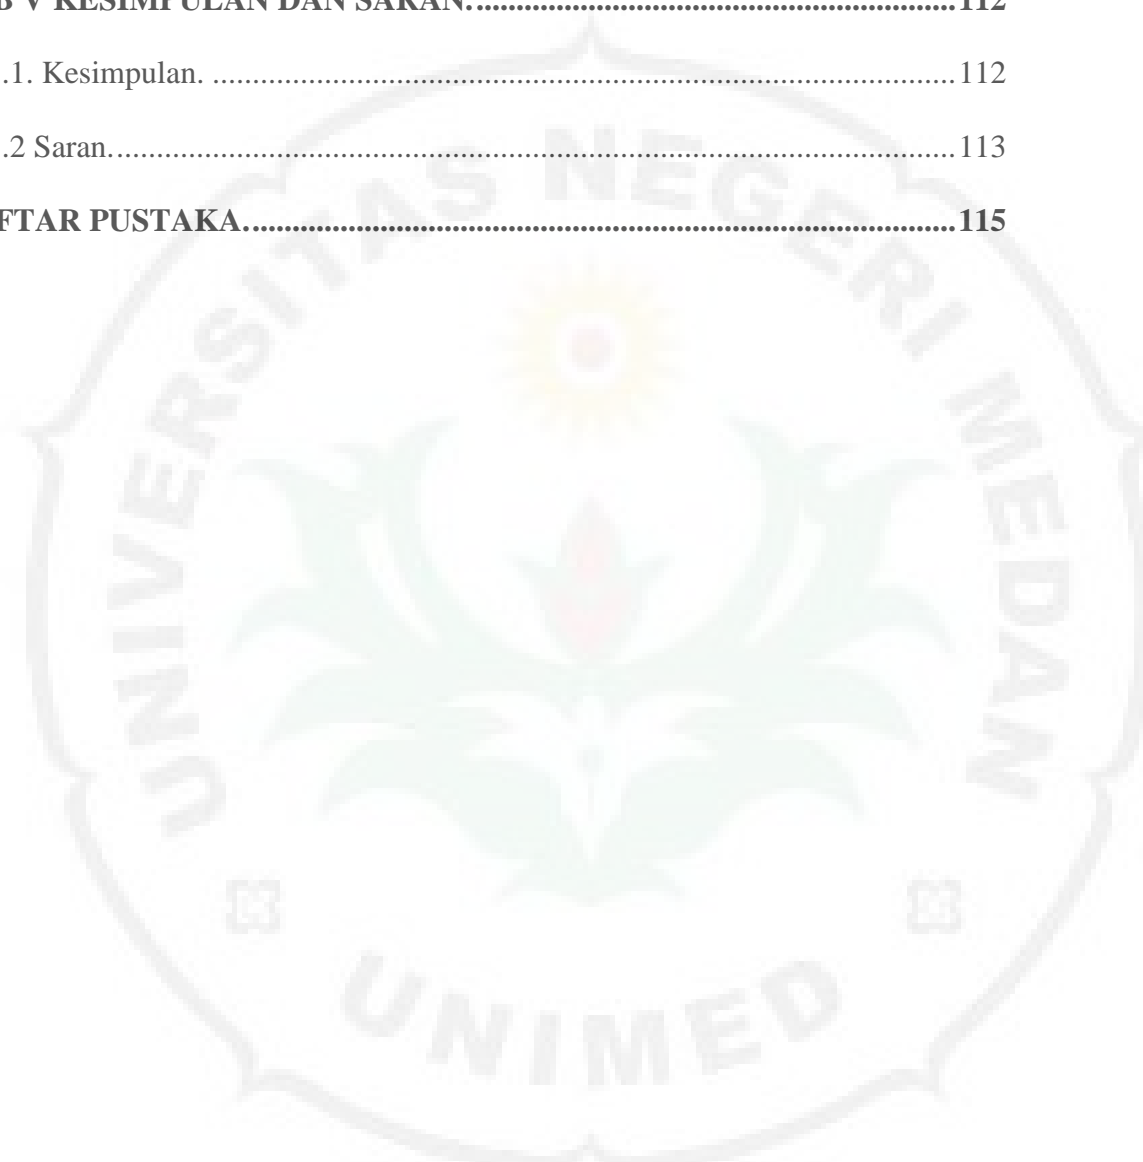 B V KESIMPULAN DAN SARAN. ............................................................ 112
.1. Kesimpulan. ............................................................................................ 112
.2 Saran. ........................................................................................................ 113
FTAR PUSTAKA. ........................................................................................ 115
UNIVERSITAS NEGERI MEDAN
UNIMED